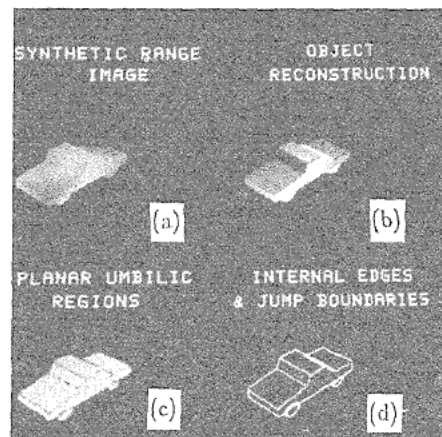 SYNTHETIC RANGE
IMAGE
OBJECT
RECONSTRUCTION
(a)
(b)
PLANAR UMBILIC
REGIONS
INTERNAL EDGES
& JUMP BOUNDARIES
(c)
(d)